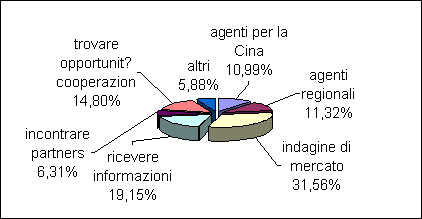 agenti per la
Cina
10,99%
agenti
regionali
11,32%
indagine di
mercato
31,56%
ricevere
informazioni
19,15%
incontrare
partners
6,31%
trovare
opportunit?
cooperazion
14,80%
altri
5,88%